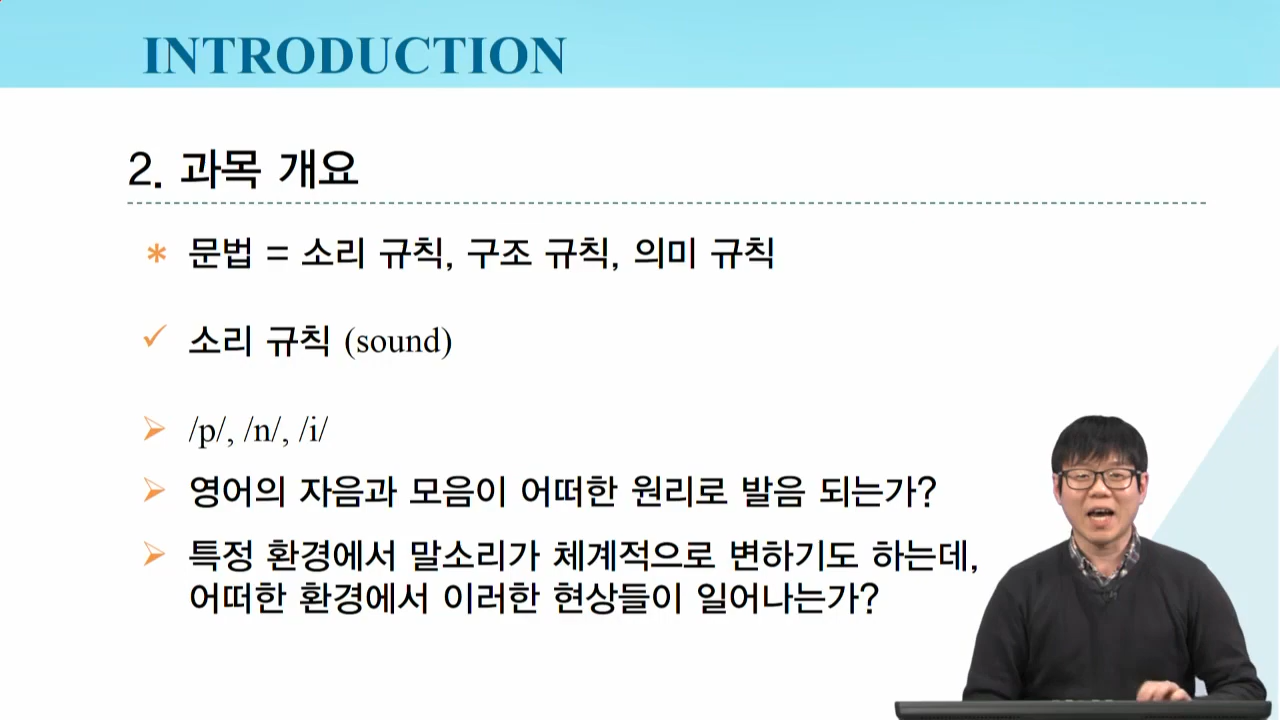 INTRODUCTION
2. 과목 개요
* 문법 = 소리 규칙, 구조 규칙, 의미 규칙
✓ 소리 규칙 (sound)
➢ /p/, /n/, /i/
➢ 영어의 자음과 모음이 어떠한 원리로 발음 되는가?
➢ 특정 환경에서 말소리가 체계적으로 변하기도 하는데,
어떠한 환경에서 이러한 현상들이 일어나는가?